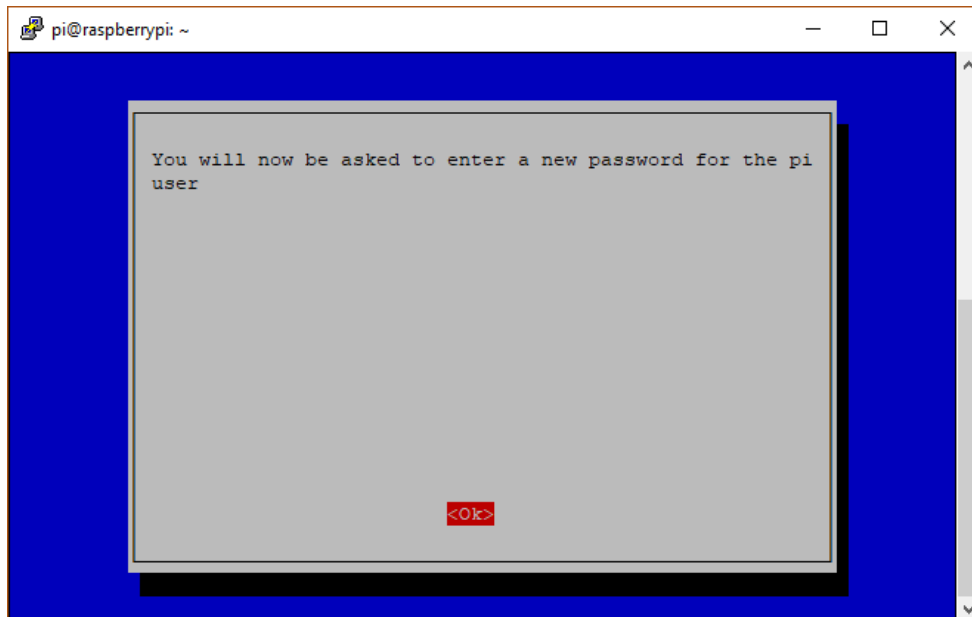 pi@raspberrypi: ~
You will now be asked to enter a new password for the pi
user
<Ok>